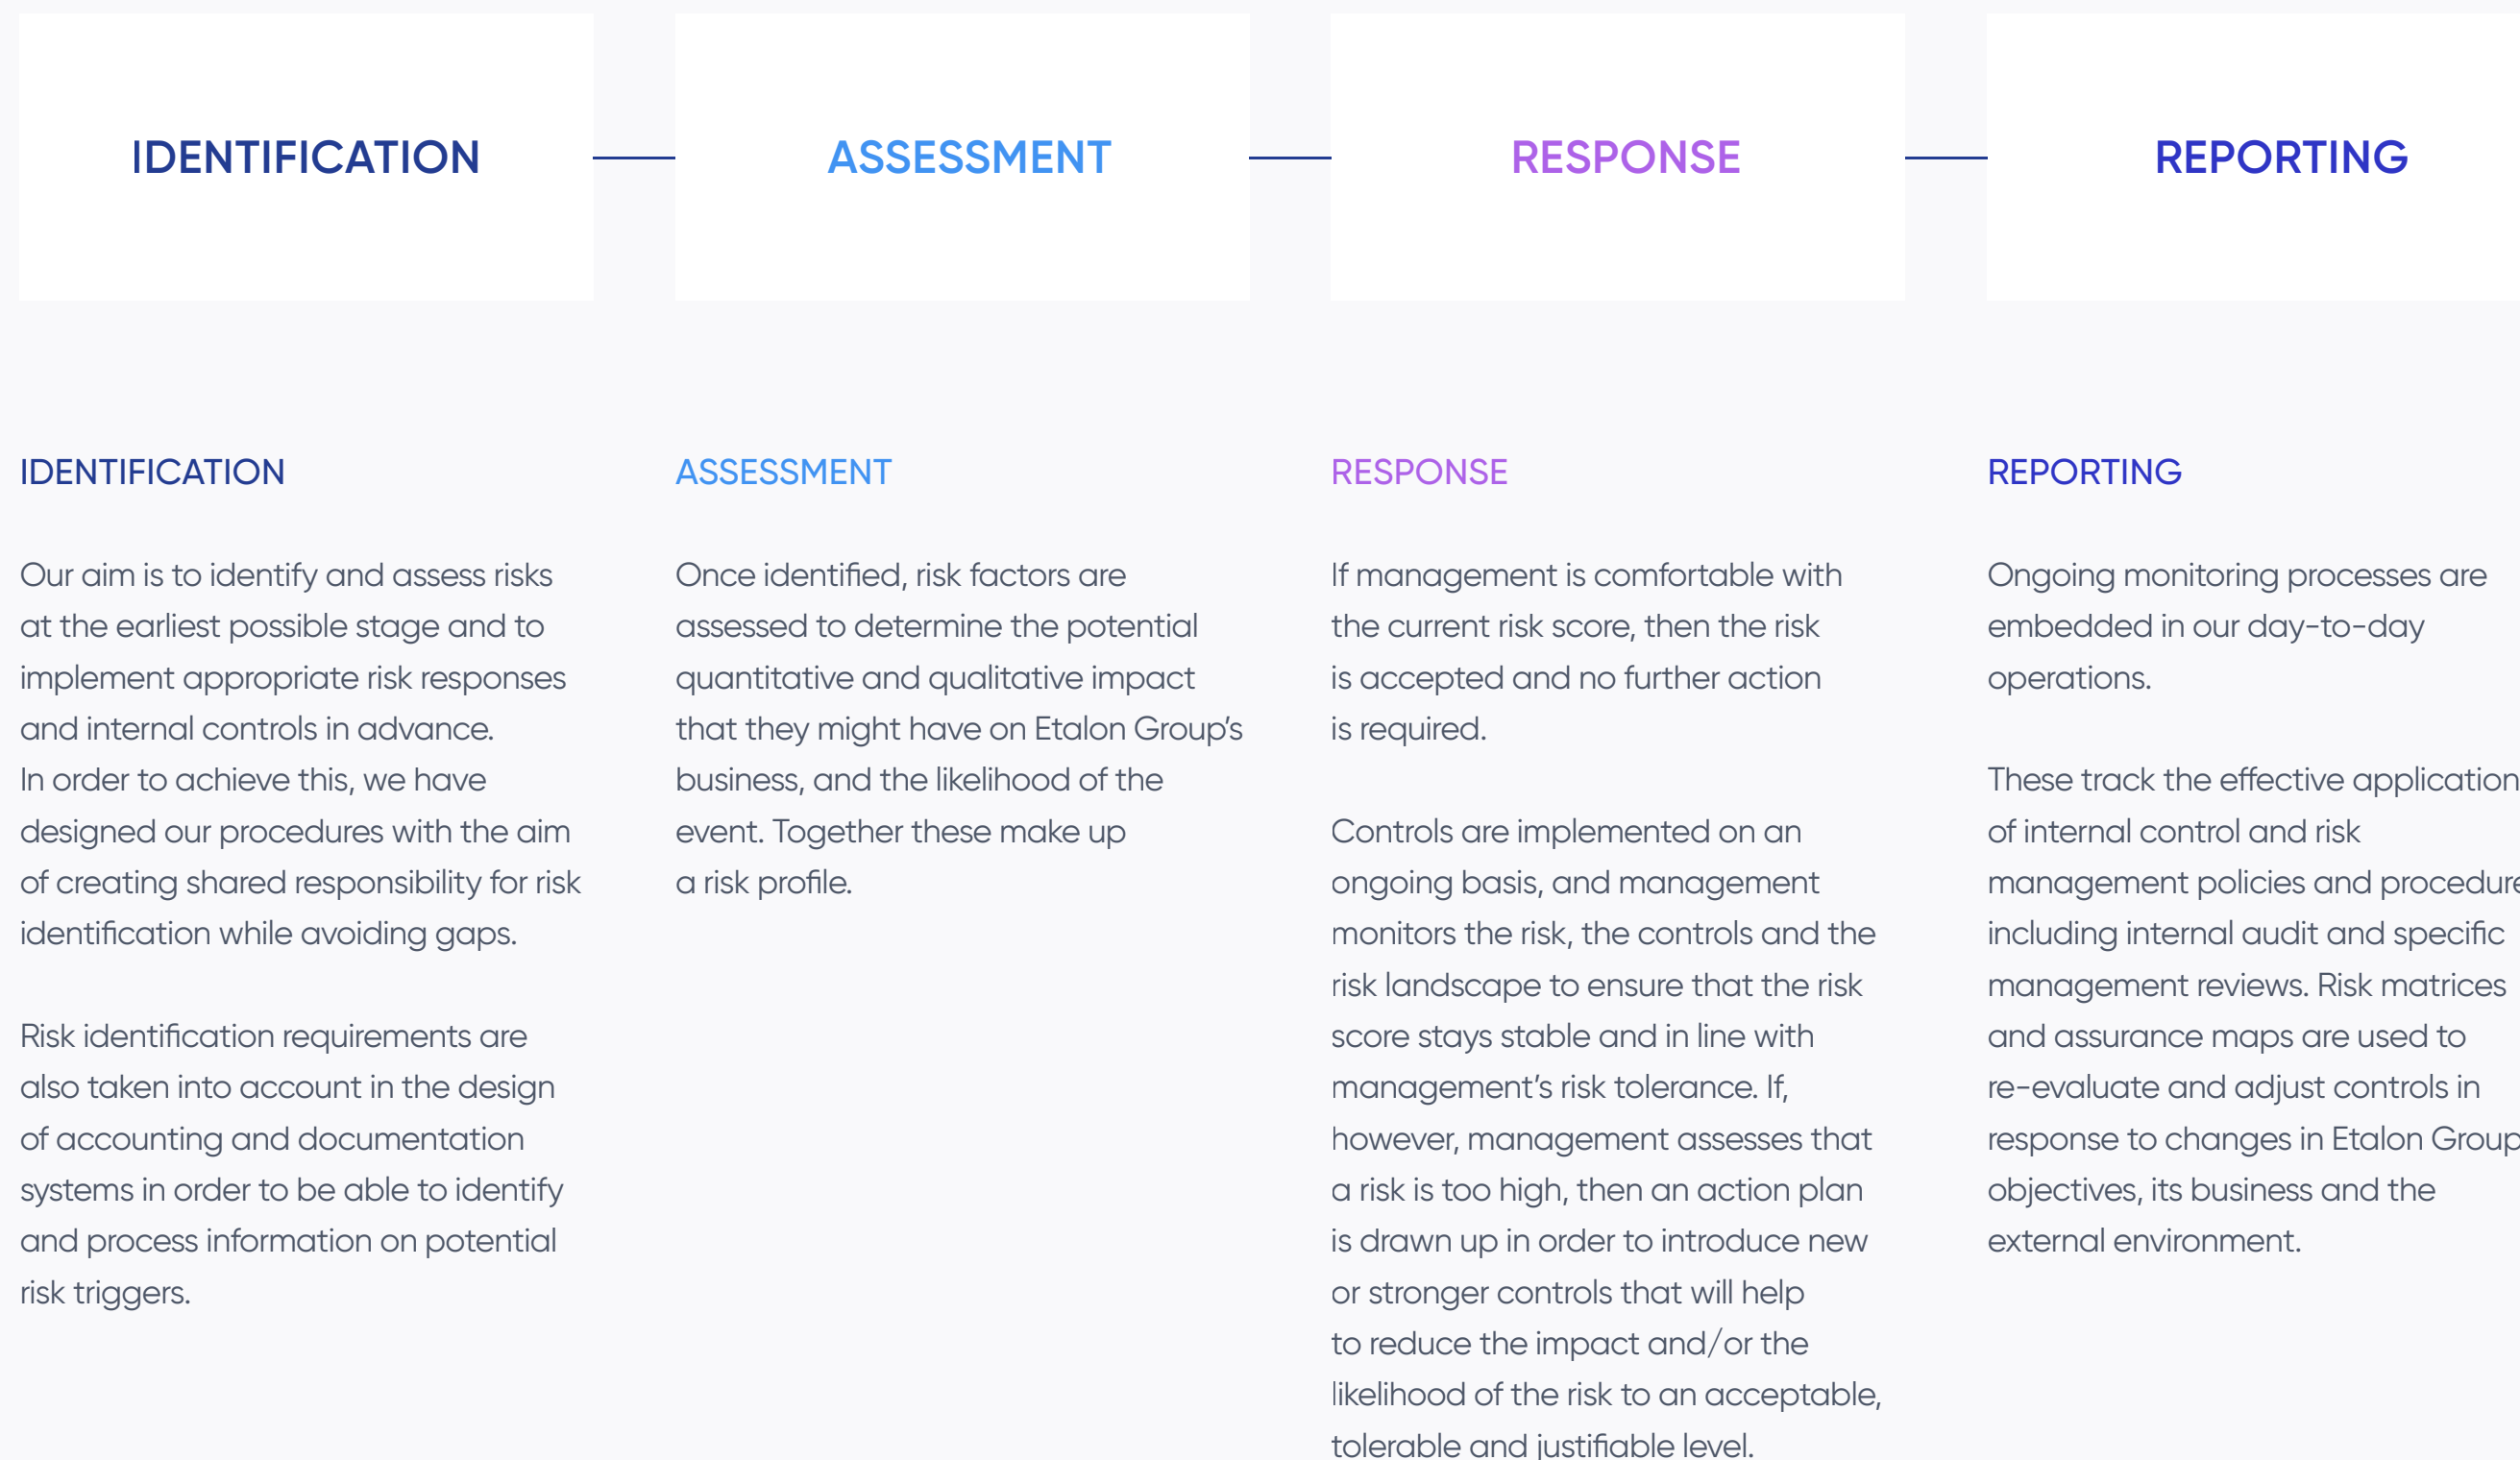 IDENTIFICATION
ASSESSMENT
RESPONSE
REPORTING
IDENTIFICATION
Our aim is to identify and assess risks
at the earliest possible stage and to
implement appropriate risk responses
and internal controls in advance.
In order to achieve this, we have
designed our procedures with the aim
of creating shared responsibility for risk
identification while avoiding gaps.
Risk identification requirements are
also taken into account in the design
of accounting and documentation
systems in order to be able to identify
and process information on potential
risk triggers.
ASSESSMENT
Once identified, risk factors are
assessed to determine the potential
quantitative and qualitative impact
that they might have on Etalon Group’s
business, and the likelihood of the
event. Together these make up
a risk profile.
RESPONSE
If management is comfortable with
the current risk score, then the risk
is accepted and no further action
is required.
Controls are implemented on an
ongoing basis, and management
monitors the risk, the controls and the
risk landscape to ensure that the risk
score stays stable and in line with
management’s risk tolerance. If,
however, management assesses that
a risk is too high, then an action plan
is drawn up in order to introduce new
or stronger controls that will help
to reduce the impact and/or the
likelihood of the risk to an acceptable,
tolerable and justifiable level.
REPORTING
Ongoing monitoring processes are
embedded in our day-to-day
operations.
These track the effective application
of internal control and risk
management policies and procedure
including internal audit and specific
management reviews. Risk matrices
and assurance maps are used to
re-evaluate and adjust controls in
response to changes in Etalon Group
objectives, its business and the
external environment.